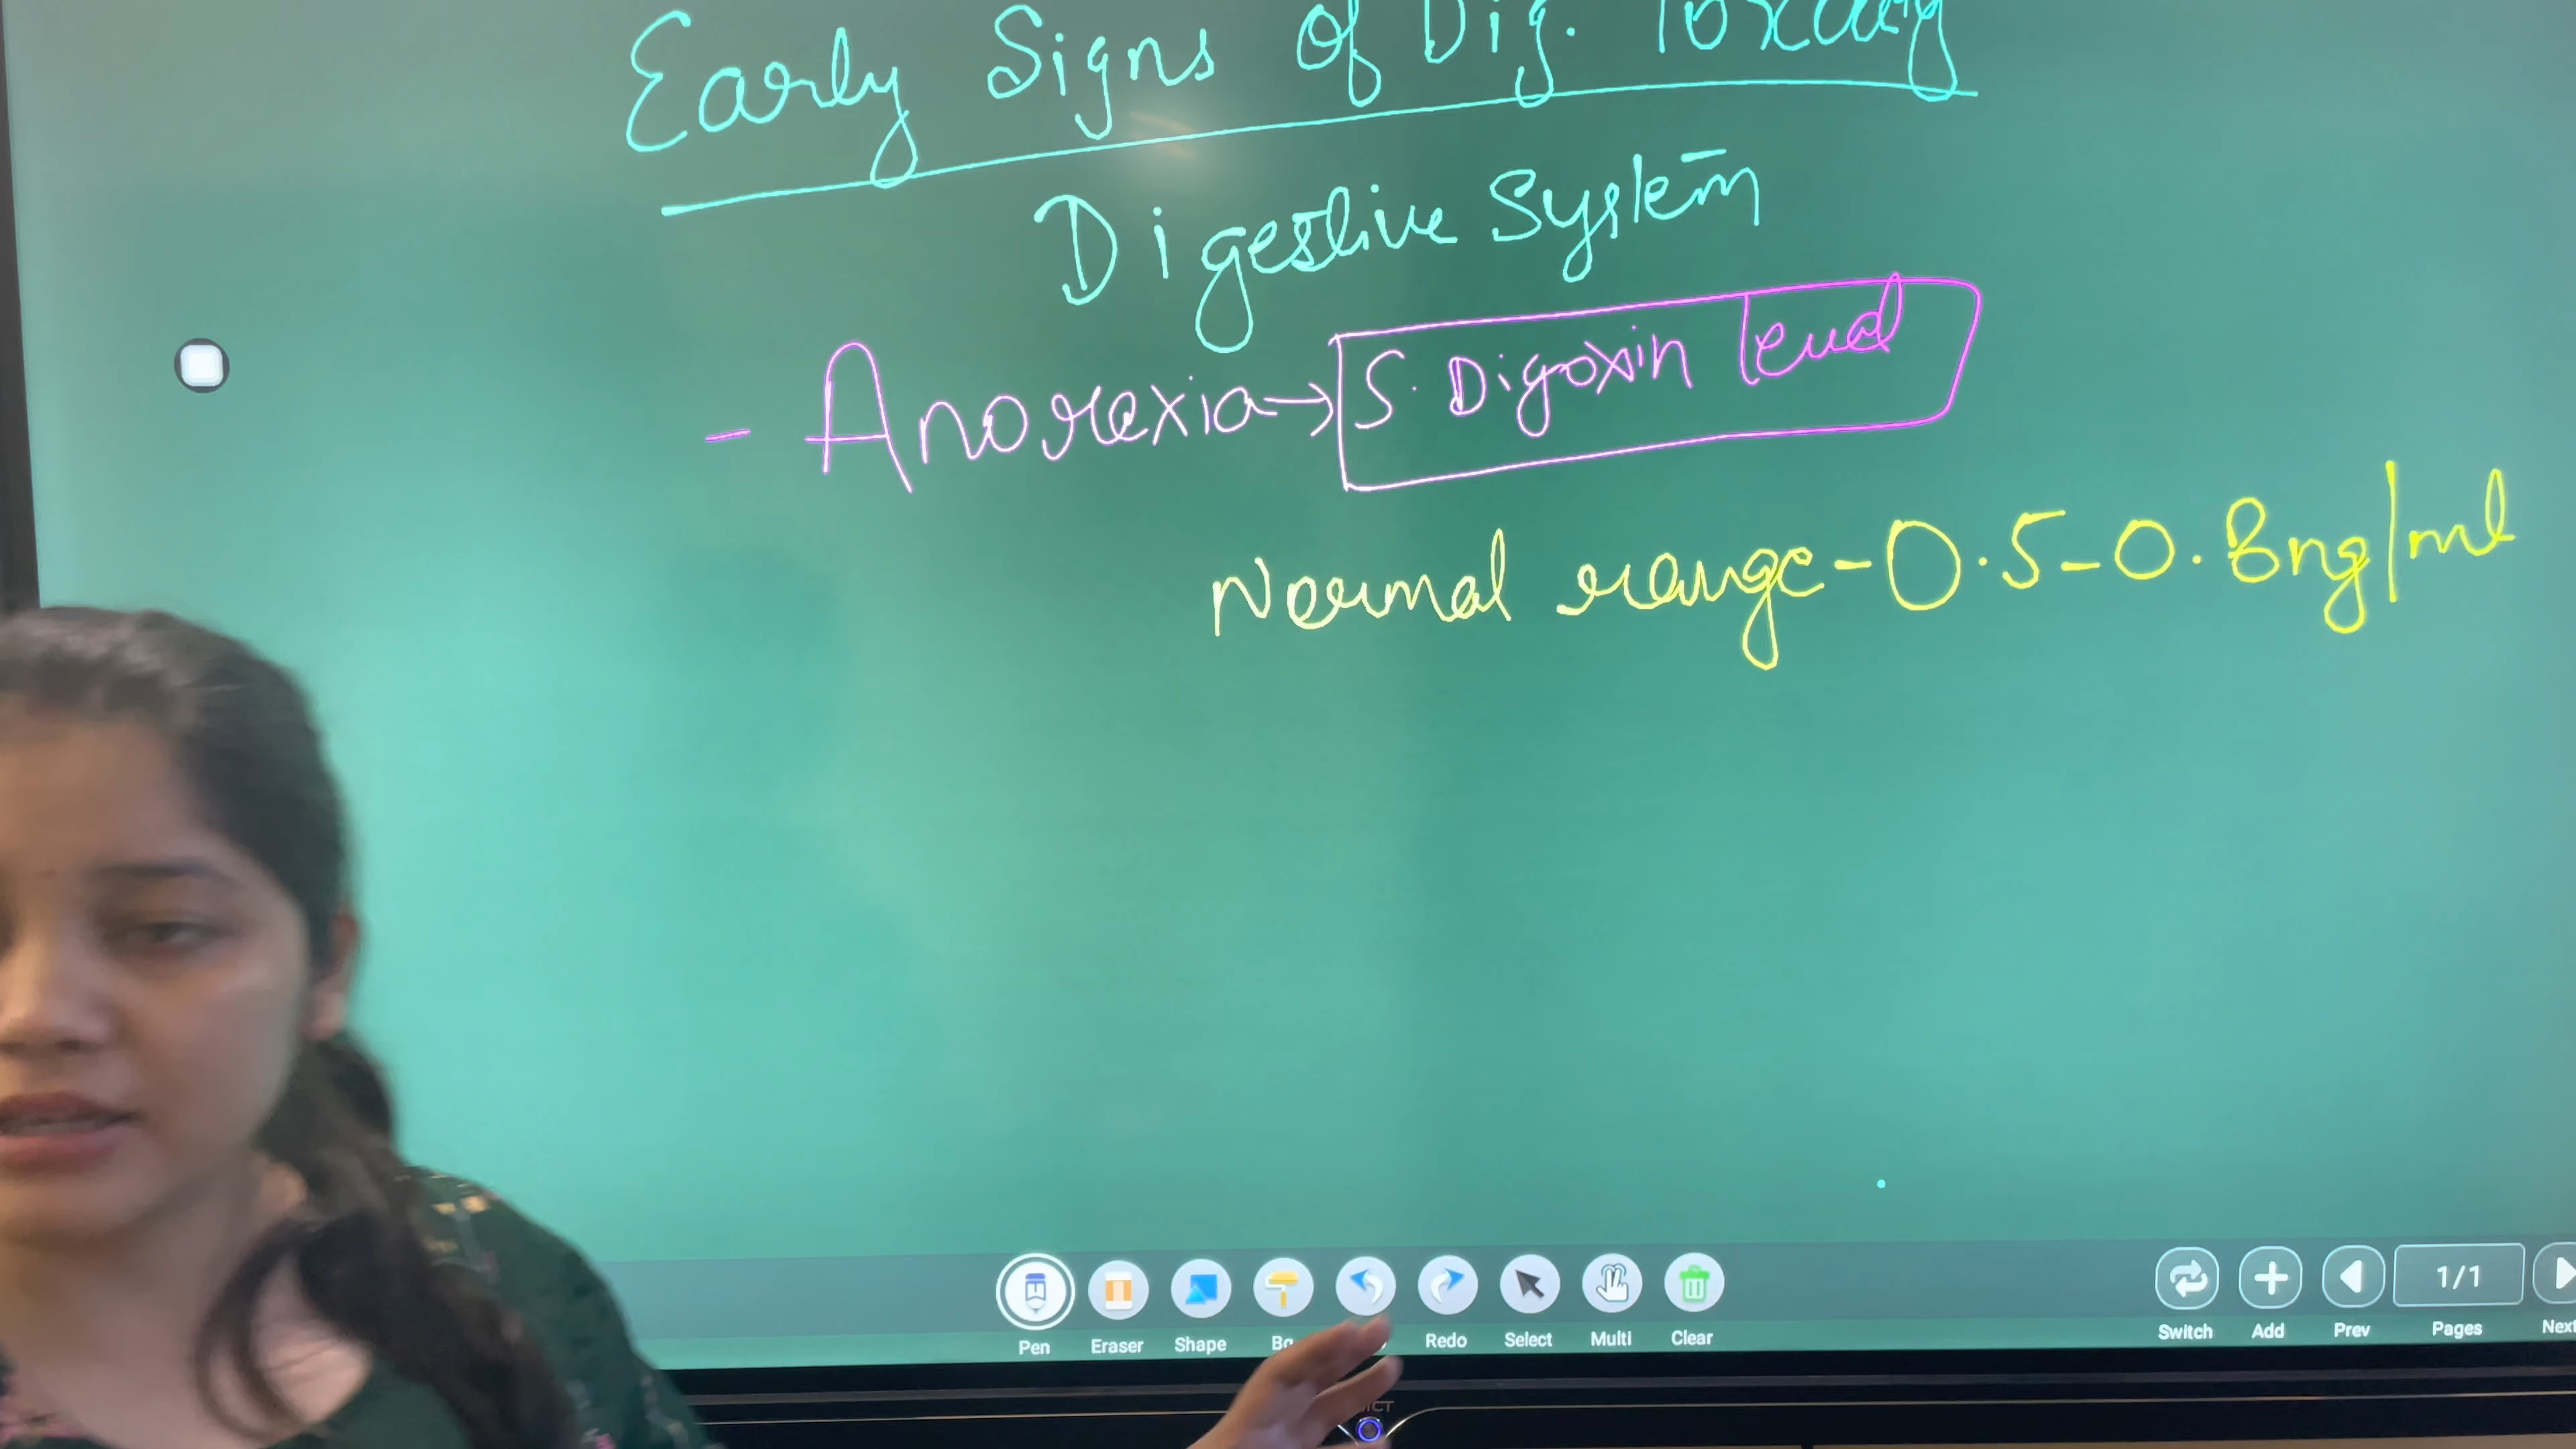 Early Signs Of Dig. Toxicity
Digestive System
- Anorexia → S. Digoxin level
Normal range - 0.5 - 0.8ng/ml
Pen Eraser Shape Bg Redo Select Multi Clear
Switch Add Prev Pages Next
1/1